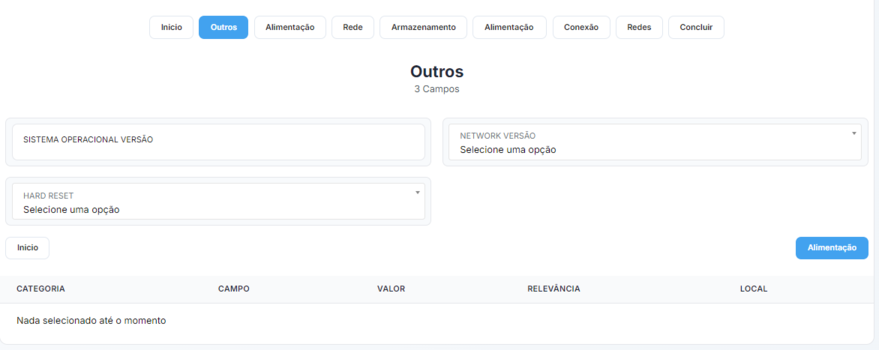 Inicio Outros Alimentação Rede Armazenamento Alimentação Conexão Redes Concluir
Outros
3 Campos
SISTEMA OPERACIONAL VERSÃO
NETWORK VERSÃO
Selecione uma opção
HARD RESET
Selecione uma opção
Inicio Alimentação
CATEGORIA CAMPO VALOR RELEVÂNCIA LOCAL
Nada selecionado até o momento